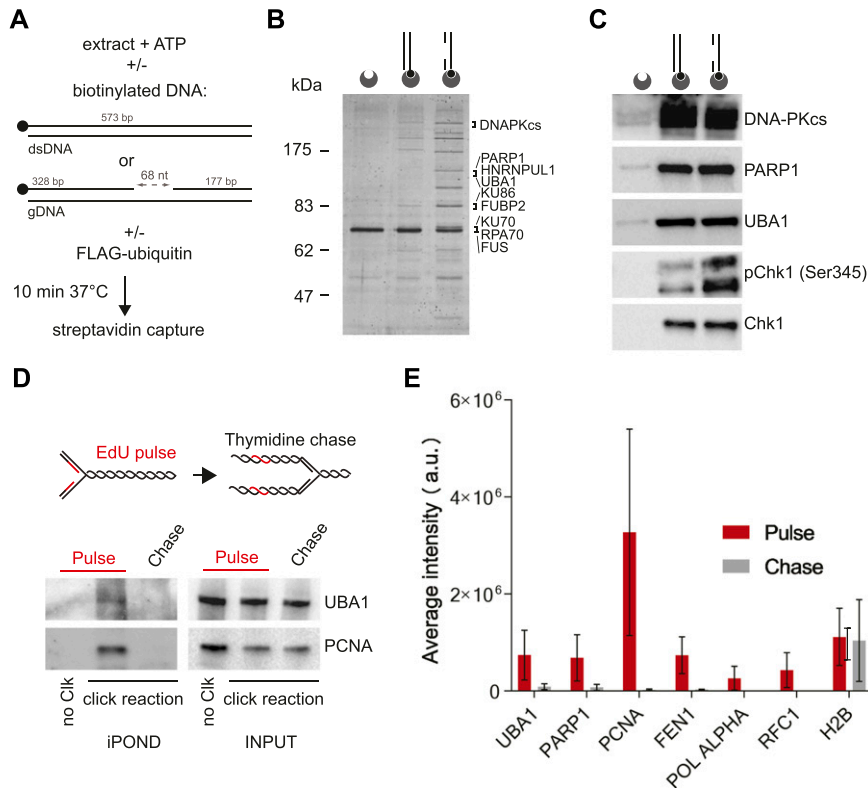 A
extract + ATP
+/-
biotinylated DNA:
573 bp
dsDNA
or
328 bp
68 nt
177 bp
gDNA
+/-
FLAG-ubiquitin
10 min 37°C
streptavidin capture
B
kDa
175
83
62
47
DNAPKcs
PARP1
HNRNPUL1
UBA1
KU86
FUBP2
KU70
RPA70
FUS
C
DNA-PKcs
PARP1
UBA1
pChk1 (Ser345)
Chk1
D
EdU pulse
Thymidine chase
Pulse
Chase
Pulse
Chase
UBA1
PCNA
no Clk
click reaction
no Clk
click reaction
iPOND
INPUT
E
Average intensity ( a.u.)
6×10⁶
4×10⁶
2×10⁶
0
Pulse
Chase
UBA1
PARP1
PCNA
FEN1
POL ALPHA
RFC1
H2B